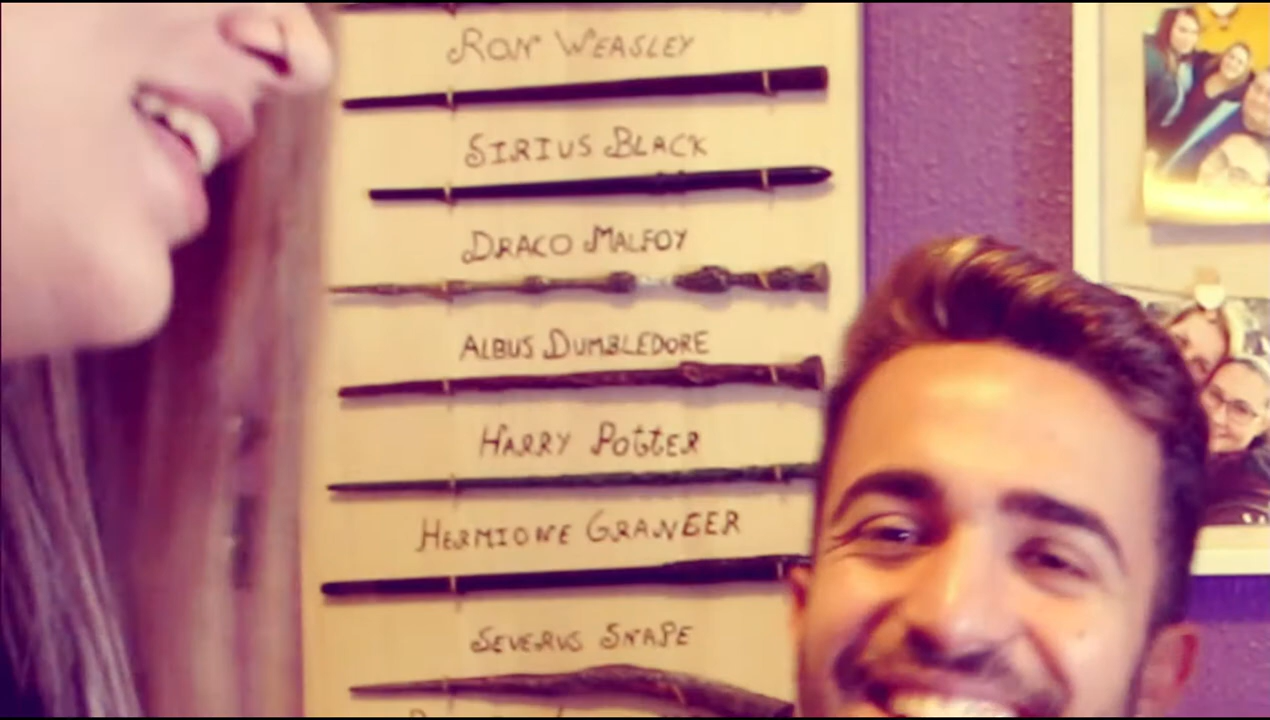 RON WEASLEY
SIRIUS BLACK
DRACO MALFOY
ALBUS DUMBLEDORE
HARRY POTTER
HERMIONE GRANGER
SEVERUS SNAPE